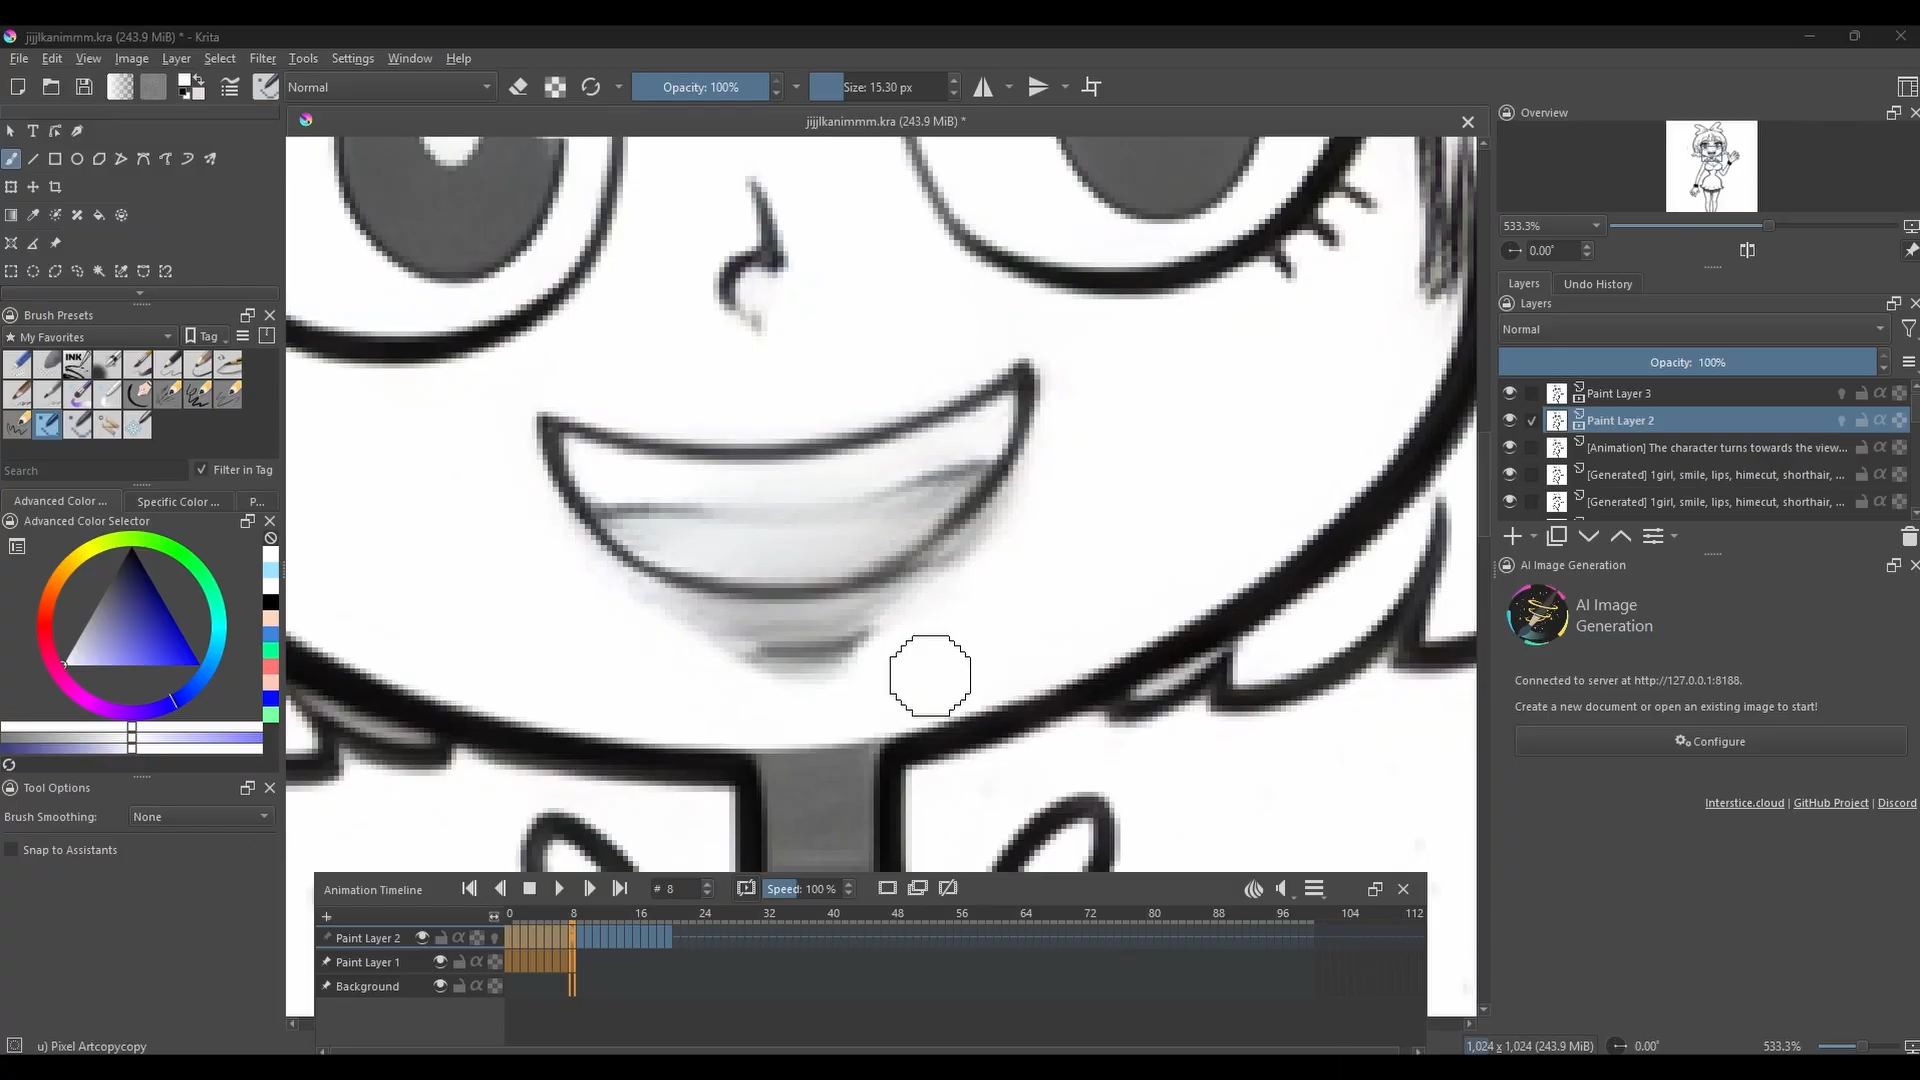 jijjlkanimmm.kra (243.9 MiB) * - Krita
File Edit View Image Layer Select Filter Tools Settings Window Help
Normal
Opacity: 100%
Size: 15.30 px
jijjlkanimmm.kra (243.9 MiB) *
Overview
533.3%
0.00°
Layers Undo History
Layers
Normal
Opacity: 100%
Paint Layer 3
Paint Layer 2
[Animation] The character turns towards the view...
[Generated] 1girl, smile, lips, himecut, shorthair, ...
[Generated] 1girl, smile, lips, himecut, shorthair, ...
AI Image Generation
AI Image
Generation
Connected to server at http://127.0.0.1:8188.
Create a new document or open an existing image to start!
Configure
Interstice.cloud | GitHub Project | Discord
Brush Presets
My Favorites
Tag
INK
Search
Filter in Tag
Advanced Color ... Specific Color ... P...
Advanced Color Selector
Tool Options
Brush Smoothing: None
Snap to Assistants
Animation Timeline
# 8
Speed: 100 %
0 8 16 24 32 40 48 56 64 72 80 88 96 104 112
Paint Layer 2
Paint Layer 1
Background
u) Pixel Artcopycopy
1,024 x 1,024 (243.9 MiB)
0.00°
533.3%